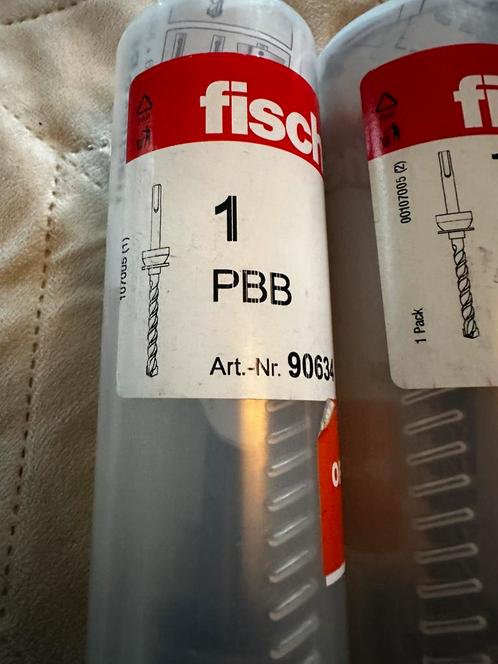 fisch
1
PBB
Art.-Nr. 90634
00107005 (2)
1 Pack
fi